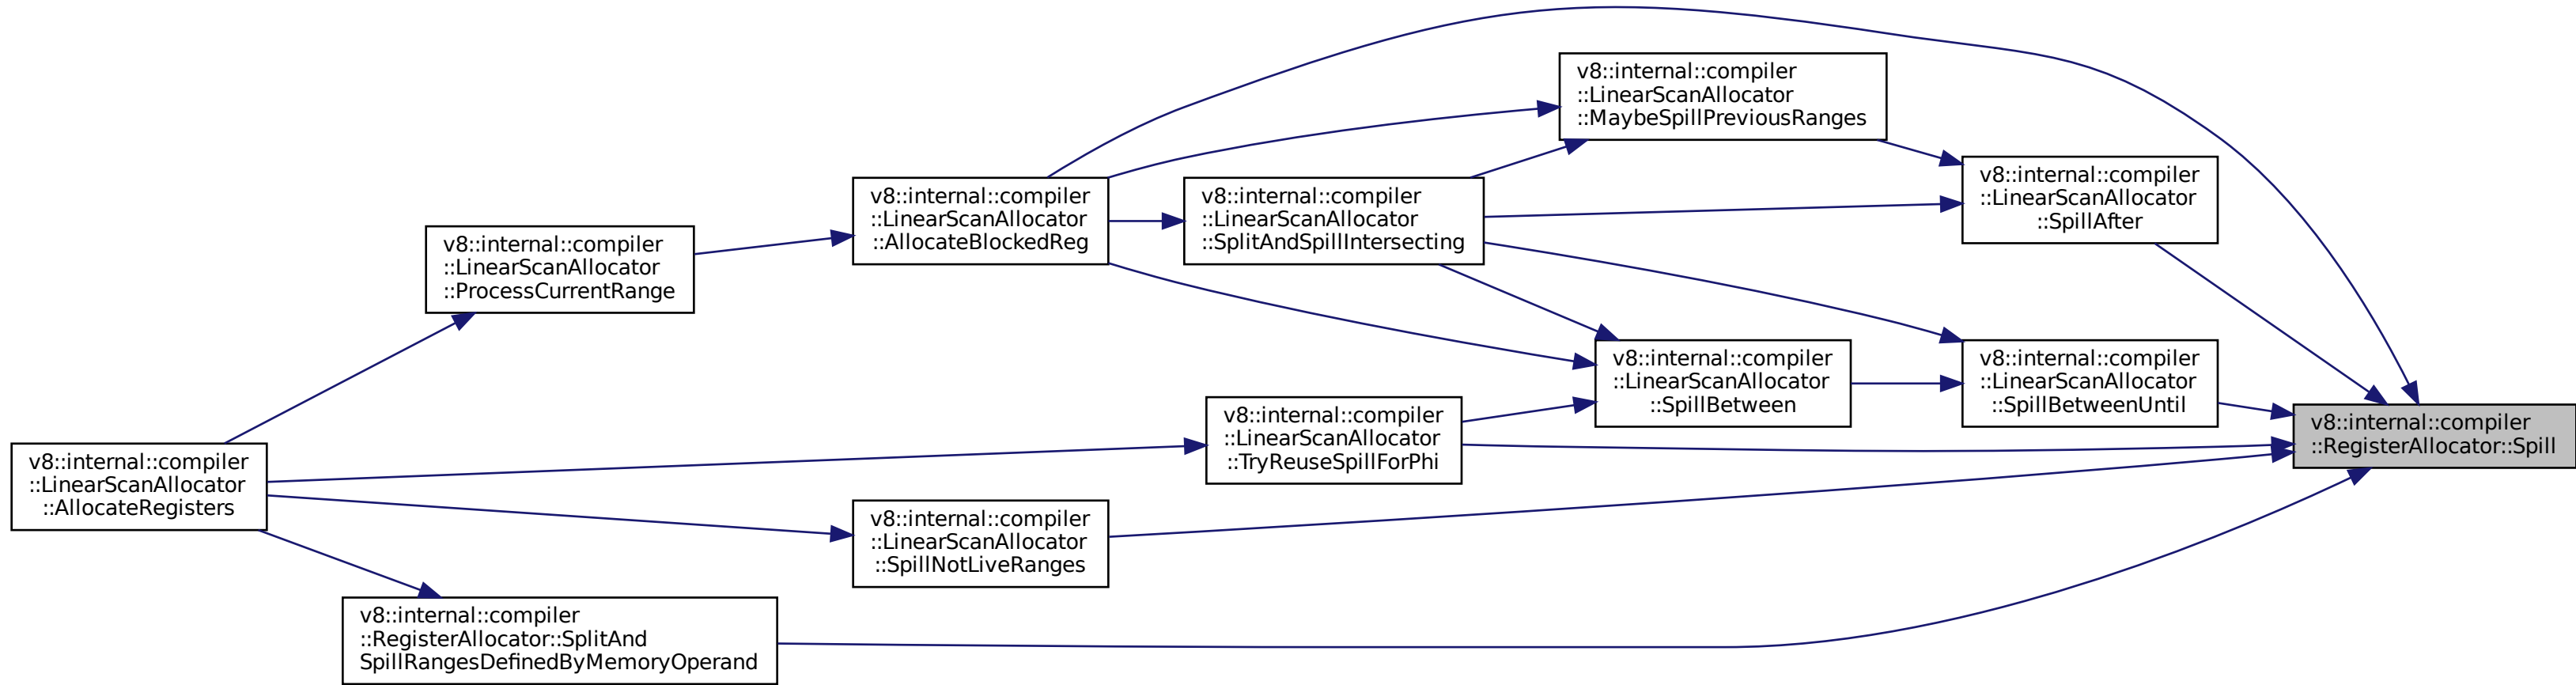 v8::internal::compiler
::LinearScanAllocator
::MaybeSpillPreviousRanges
v8::internal::compiler
::LinearScanAllocator
::SpillAfter
v8::internal::compiler
::LinearScanAllocator
::AllocateBlockedReg
v8::internal::compiler
::LinearScanAllocator
::SplitAndSpillIntersecting
v8::internal::compiler
::LinearScanAllocator
::ProcessCurrentRange
v8::internal::compiler
::LinearScanAllocator
::SpillBetween
v8::internal::compiler
::LinearScanAllocator
::SpillBetweenUntil
v8::internal::compiler
::RegisterAllocator::Spill
v8::internal::compiler
::LinearScanAllocator
::TryReuseSpillForPhi
v8::internal::compiler
::LinearScanAllocator
::AllocateRegisters
v8::internal::compiler
::LinearScanAllocator
::SpillNotLiveRanges
v8::internal::compiler
::RegisterAllocator::SplitAnd
SpillRangesDefinedByMemoryOperand